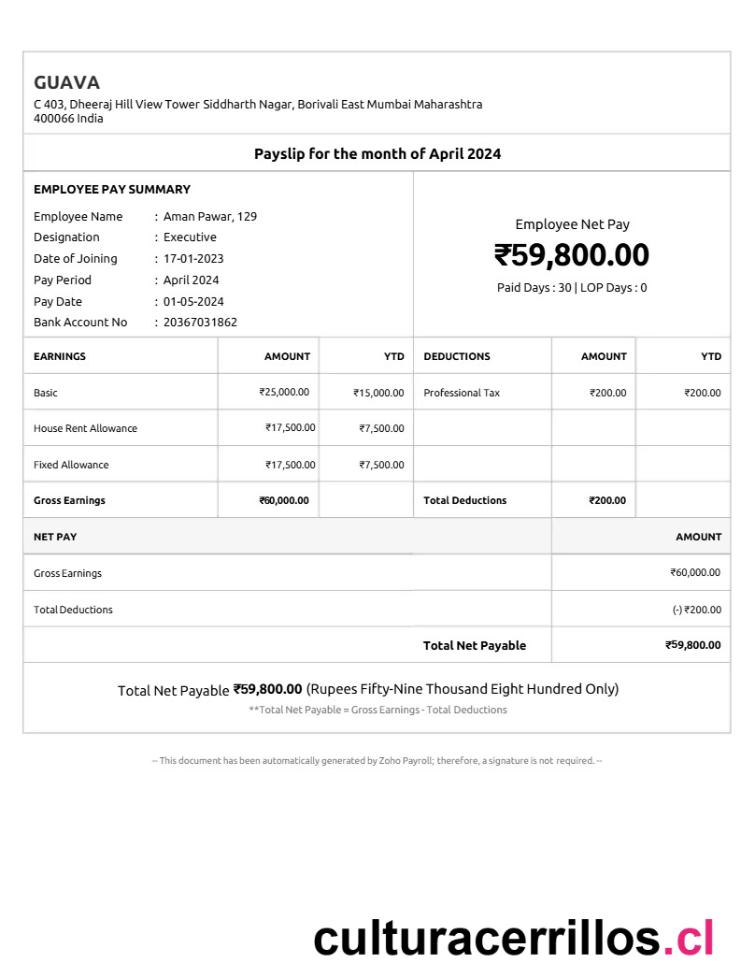 GUAVA
C 403, Dheeraj Hill View Tower Siddharth Nagar, Borivali East Mumbai Maharashtra
400066 India
Payslip for the month of April 2024
EMPLOYEE PAY SUMMARY
Employee Name : Aman Pawar, 129
Designation : Executive
Date of Joining : 17-01-2023
Pay Period : April 2024
Pay Date : 01-05-2024
Bank Account No : 20367031862
Employee Net Pay
₹59,800.00
Paid Days : 30 | LOP Days : 0
EARNINGS AMOUNT YTD DEDUCTIONS AMOUNT YTD
Basic ₹25,000.00 ₹15,000.00 Professional Tax ₹200.00 ₹200.00
House Rent Allowance ₹17,500.00 ₹7,500.00
Fixed Allowance ₹17,500.00 ₹7,500.00
Gross Earnings ₹60,000.00 Total Deductions ₹200.00
NET PAY AMOUNT
Gross Earnings ₹60,000.00
Total Deductions (-) ₹200.00
Total Net Payable ₹59,800.00
Total Net Payable ₹59,800.00 (Rupees Fifty-Nine Thousand Eight Hundred Only)
**Total Net Payable = Gross Earnings - Total Deductions
-- This document has been automatically generated by Zoho Payroll; therefore, a signature is not required. --
culturacerrillos.cl